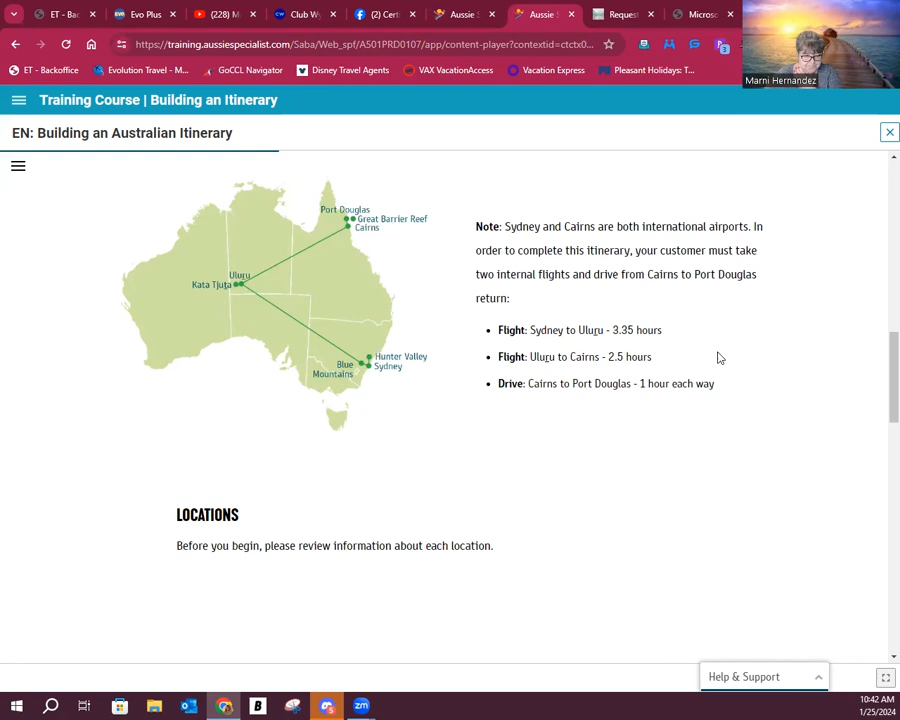 ET - Bac
Evo Plus
(228) M
Club W
(2) Certi
Aussie S
Aussie S
Request
Microso
https://training.aussiespecialist.com/Saba/Web_spf/A501PRD0107/app/content-player?contextid=ctctx0...
3
ET - Backoffice
Evolution Travel - M...
GoCCL Navigator
Disney Travel Agents
VAX VacationAccess
Vacation Express
Pleasant Holidays: T...
Marni Hernandez
Training Course | Building an Itinerary
EN: Building an Australian Itinerary
Port Douglas
Great Barrier Reef
Cairns
Uluru
Kata Tjuta
Hunter Valley
Blue
Mountains
Sydney
Note: Sydney and Cairns are both international airports. In
order to complete this itinerary, your customer must take
two internal flights and drive from Cairns to Port Douglas
return:
Flight: Sydney to Uluru - 3.35 hours
Flight: Uluru to Cairns - 2.5 hours
Drive: Cairns to Port Douglas - 1 hour each way
LOCATIONS
Before you begin, please review information about each location.
Help & Support
10:42 AM
1/25/2024